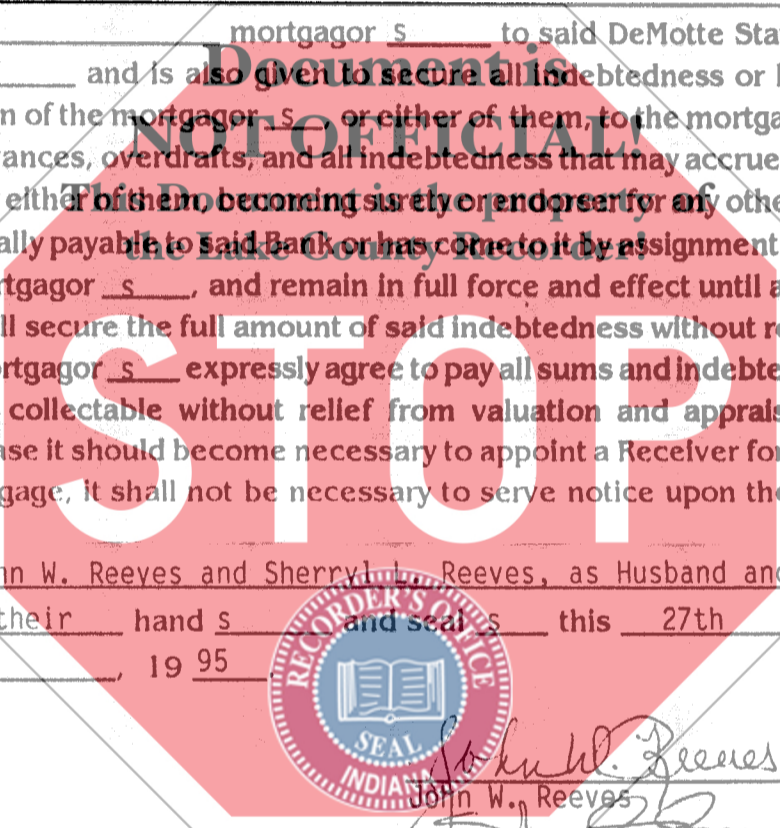 mortgagor s to said DeMotte Sta
Document is
and is also given to secure all indebtedness or
n of the mortgagor s, or either of them, to the mortga
NOT OFFICIAL!
ances, overdrafts, and all indebtedness that may accrue
This Document is the property of
either of them, becoming surety or endorser for any othe
the Lake County Recorder!
ally payable to said Bank or has come to it by assignment
tgagor s, and remain in full force and effect until a
ll secure the full amount of said indebtedness without r
rtgagor s expressly agree to pay all sums and indebte
collectable without relief from valuation and apprais
ase it should become necessary to appoint a Receiver for
gage, it shall not be necessary to serve notice upon the
STOP
hn W. Reeves and Sherryl L. Reeves, as Husband and
their hand s and seal s this 27th
, 19 95.
RECORDER'S OFFICE
SEAL
INDIANA
John W. Reeves
John W. Reeves